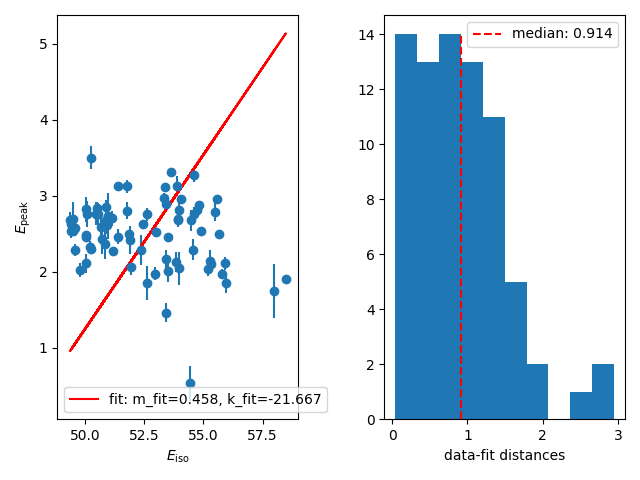 5
4
3
2
1
E_peak
50.0 52.5 55.0 57.5
E_iso
fit: m_fit=0.458, k_fit=-21.667
14
12
10
8
6
4
2
0
0 1 2 3
data-fit distances
median: 0.914